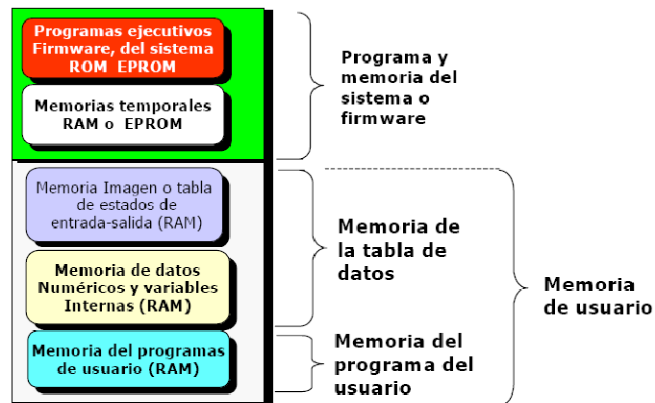 Programas ejecutivos
Firmware, del sistema
ROM EPROM
Memorias temporales
RAM o EPROM
Programa y
memoria del
sistema o
firmware
Memoria Imagen o tabla
de estados de
entrada-salida (RAM)
Memoria de datos
Numéricos y variables
Internas (RAM)
Memoria de
la tabla de
datos
Memoria del programas
de usuario (RAM)
Memoria del
programa del
usuario
Memoria
de usuario